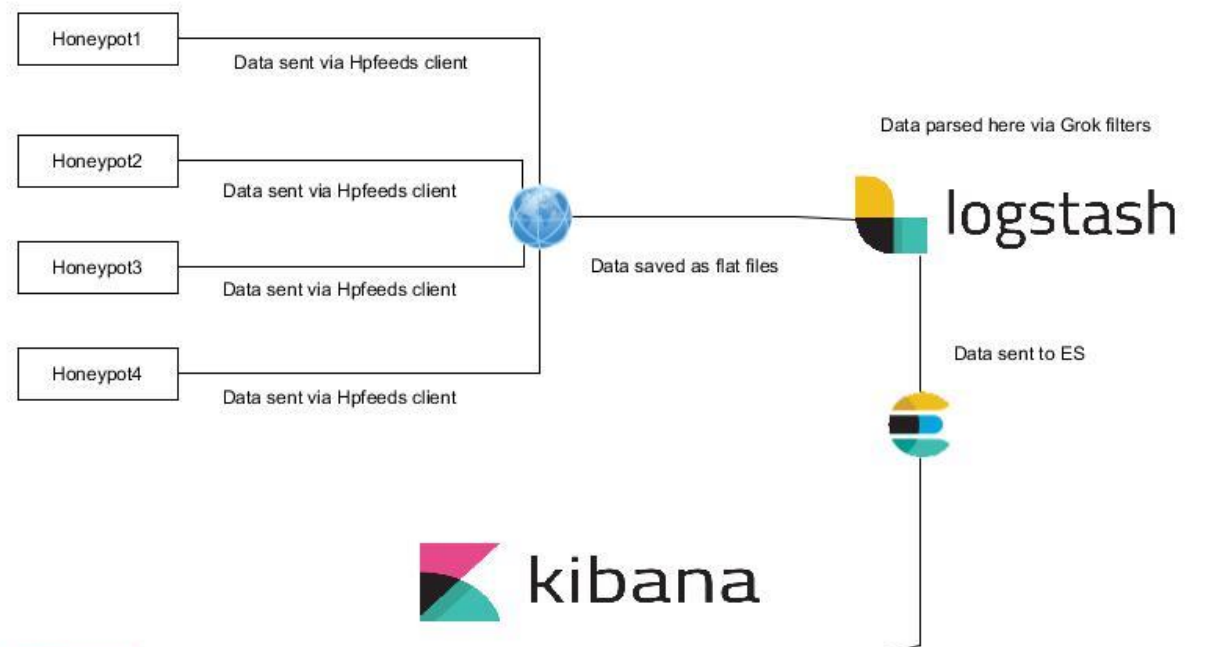 Honeypot1
Data sent via Hpfeeds client
Data parsed here via Grok filters
Honeypot2
Data sent via Hpfeeds client
logstash
Honeypot3
Data saved as flat files
Data sent via Hpfeeds client
Data sent to ES
Honeypot4
Data sent via Hpfeeds client
kibana